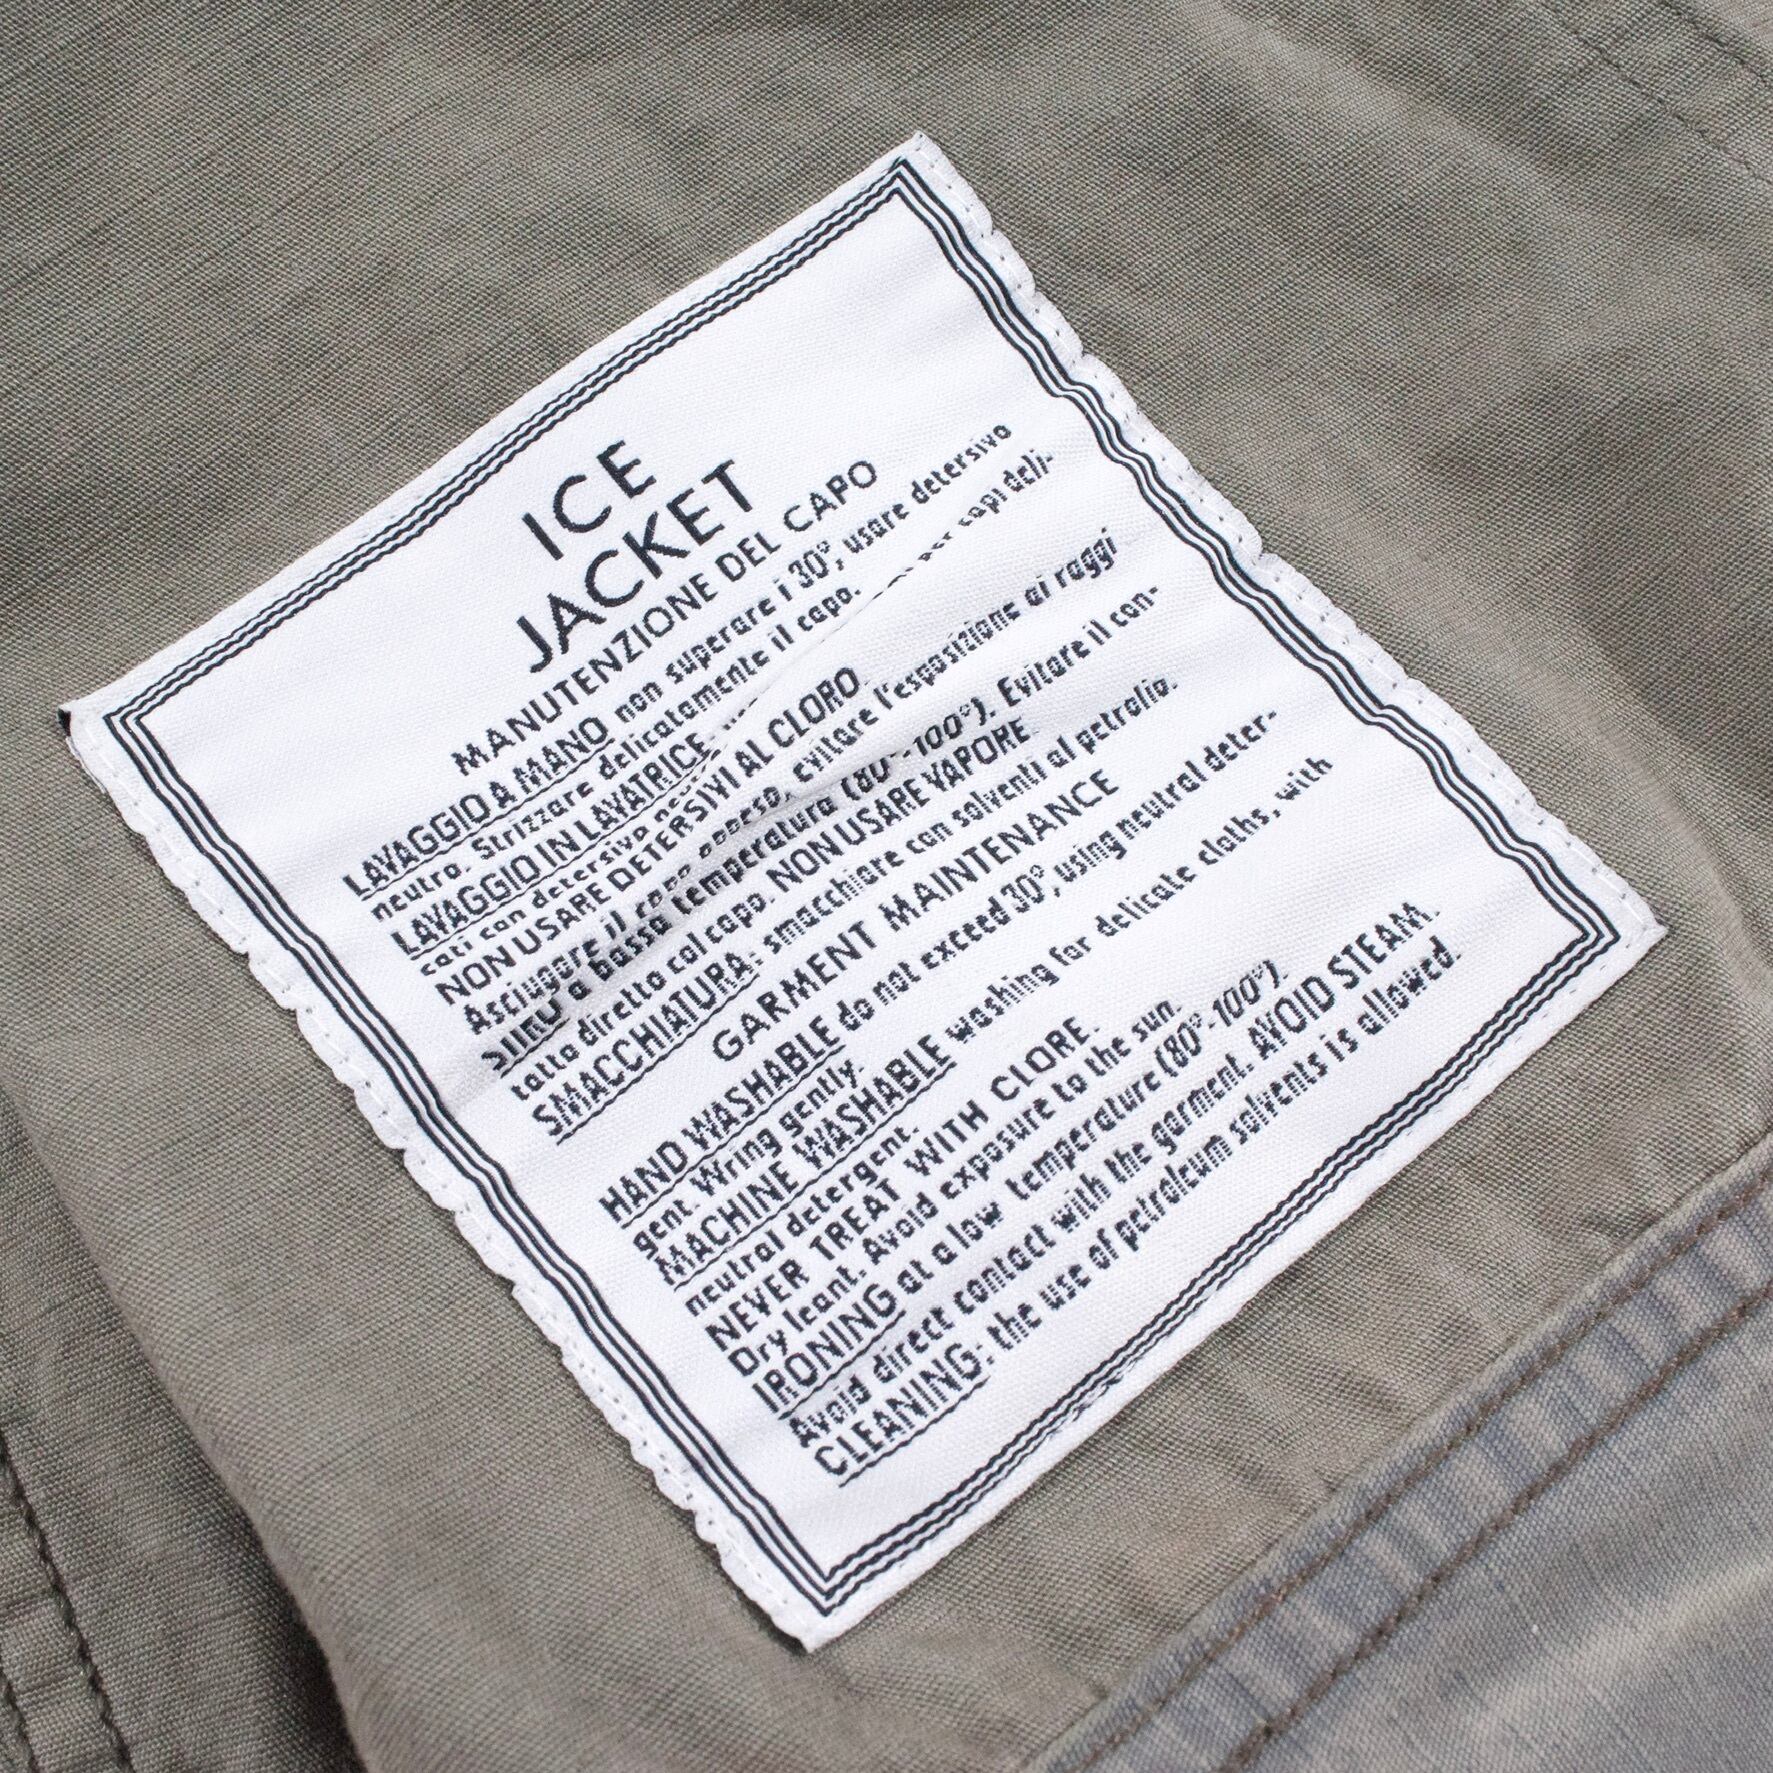 ICE
JACKET
MANUTENZIONE DEL CAPO
LAVAGGIO A MANO non superare i 30°, usare detersivo
neutro. Strizzare delicatamente il capo.
LAVAGGIO IN LAVATRICE per capi deli-
cati con detersivo
NON USARE DETERSIVI AL CLORO.
Asciugare il capo appeso, evitare l'esposizione ai raggi
a bassa temperatura (80°-100°). Evitare il con-
tatto diretto col capo. NON USARE VAPORE
SMACCHIATURA: smacchiare con solventi al petrolio.
GARMENT MAINTENANCE
HAND WASHABLE do not exceed 30°, using neutral deter-
gent. Wring gently.
MACHINE WASHABLE washing for delicate cloths, with
neutral detergent.
NEVER TREAT WITH CLORE.
Dry leant. Avoid exposure to the sun.
IRONING at a low temperature (80°-100°).
Avoid direct contact with the garment. AVOID STEAM.
CLEANING: the use of petroleum solvents is allowed.